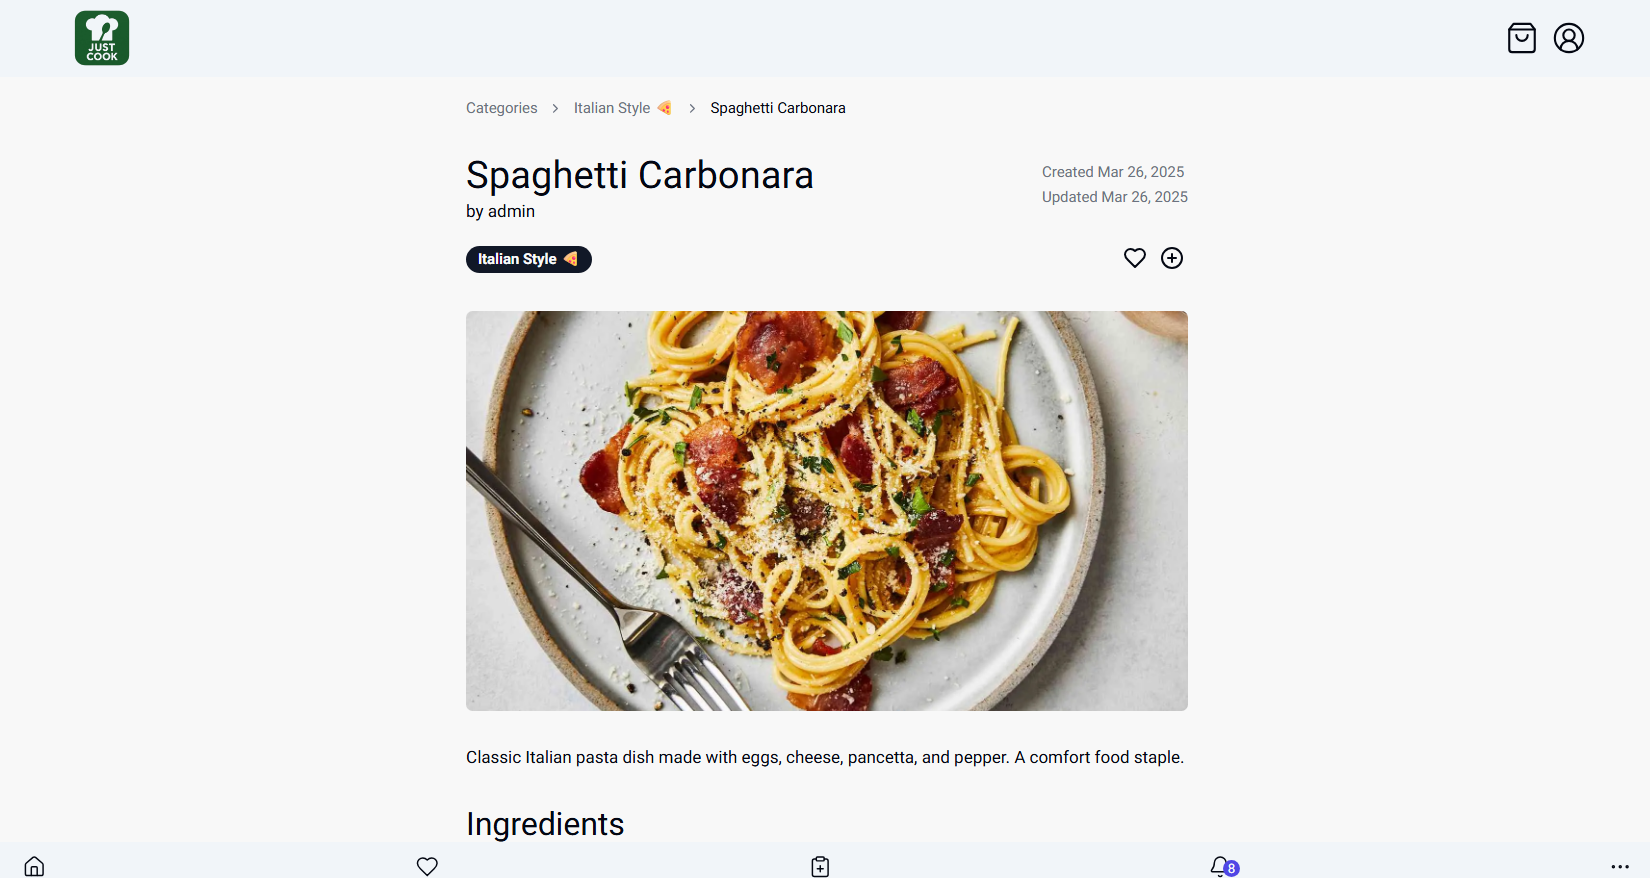 JUST
COOK
Categories > Italian Style 🍕 > Spaghetti Carbonara
Spaghetti Carbonara
Created Mar 26, 2025
Updated Mar 26, 2025
by admin
Italian Style 🍕
Classic Italian pasta dish made with eggs, cheese, pancetta, and pepper. A comfort food staple.
Ingredients
8